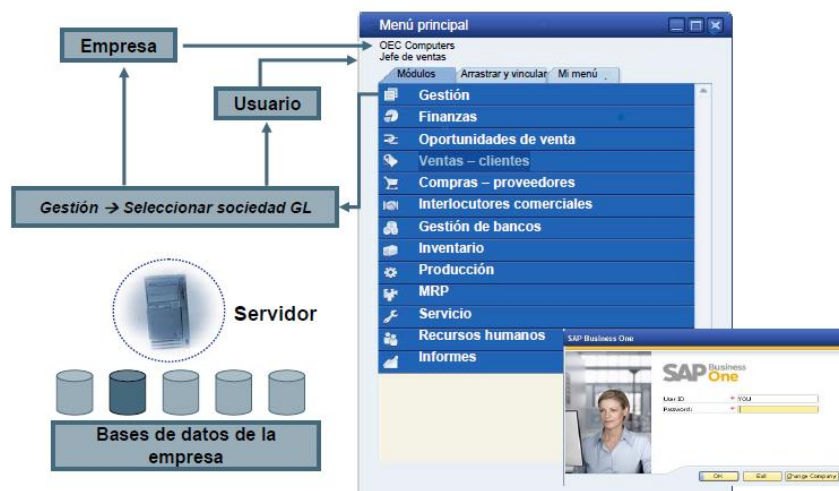 Empresa
Usuario
Gestión → Seleccionar sociedad GL
Servidor
Bases de datos de la
empresa
Menú principal
OEC Computers
Jefe de ventas
Módulos Arrastrar y vincular Mi menú
Gestión
Finanzas
Oportunidades de venta
Ventas – clientes
Compras – proveedores
Interlocutores comerciales
Gestión de bancos
Inventario
Producción
MRP
Servicio
Recursos humanos
Informes
SAP Business One
SAP Business
One
User ID * YOU
Password *
OK Exit Change Company